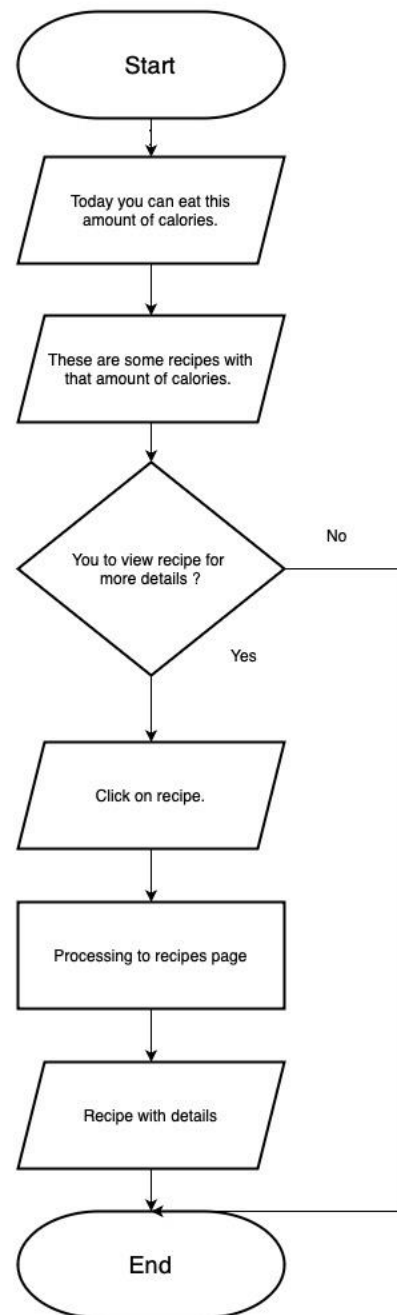 Start
Today you can eat this
amount of calories.
These are some recipes with
that amount of calories.
You to view recipe for
more details ?
No
Yes
Click on recipe.
Processing to recipes page
Recipe with details
End